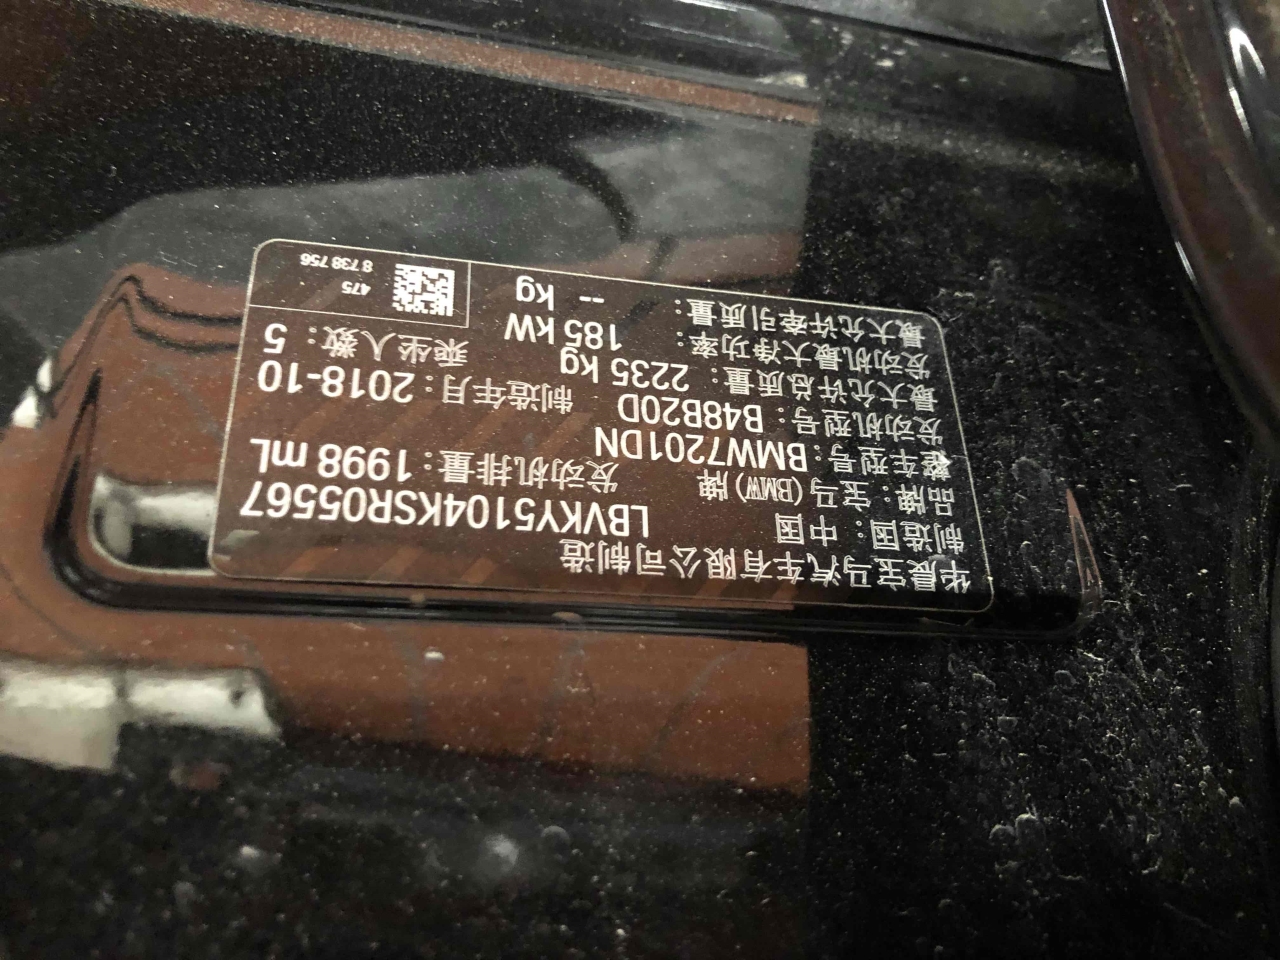 华晨宝马汽车有限公司制造
制造国：中国 LBVKY5104KSR05567
品牌：宝马(BMW)牌 发动机排量：1998 mL
整车型号：BMW7201DN
发动机型号：B48B20D 制造年月：2018-10
最大允许总质量：2235 kg 乘坐人数：5
发动机最大净功率：185 kW
最大允许牵引质量：-- kg
475
8 738 756